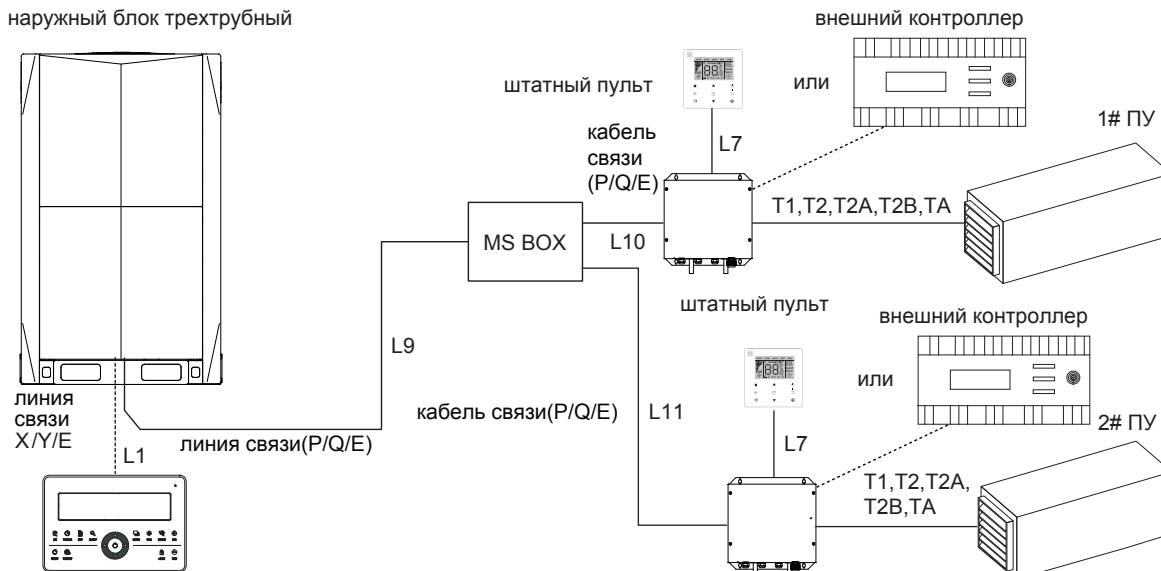 наружный блок трехтрубный
внешний контроллер
штатный пульт
или
1# ПУ
кабель
связи
(P/Q/E)
L7
T1,T2,T2A,T2B,TA
MS BOX
L10
штатный пульт
внешний контроллер
L9
или
линия
связи
X/Y/E
кабель связи(P/Q/E)
L11
2# ПУ
линия связи(P/Q/E)
L1
L7
T1,T2,T2A,
T2B,TA